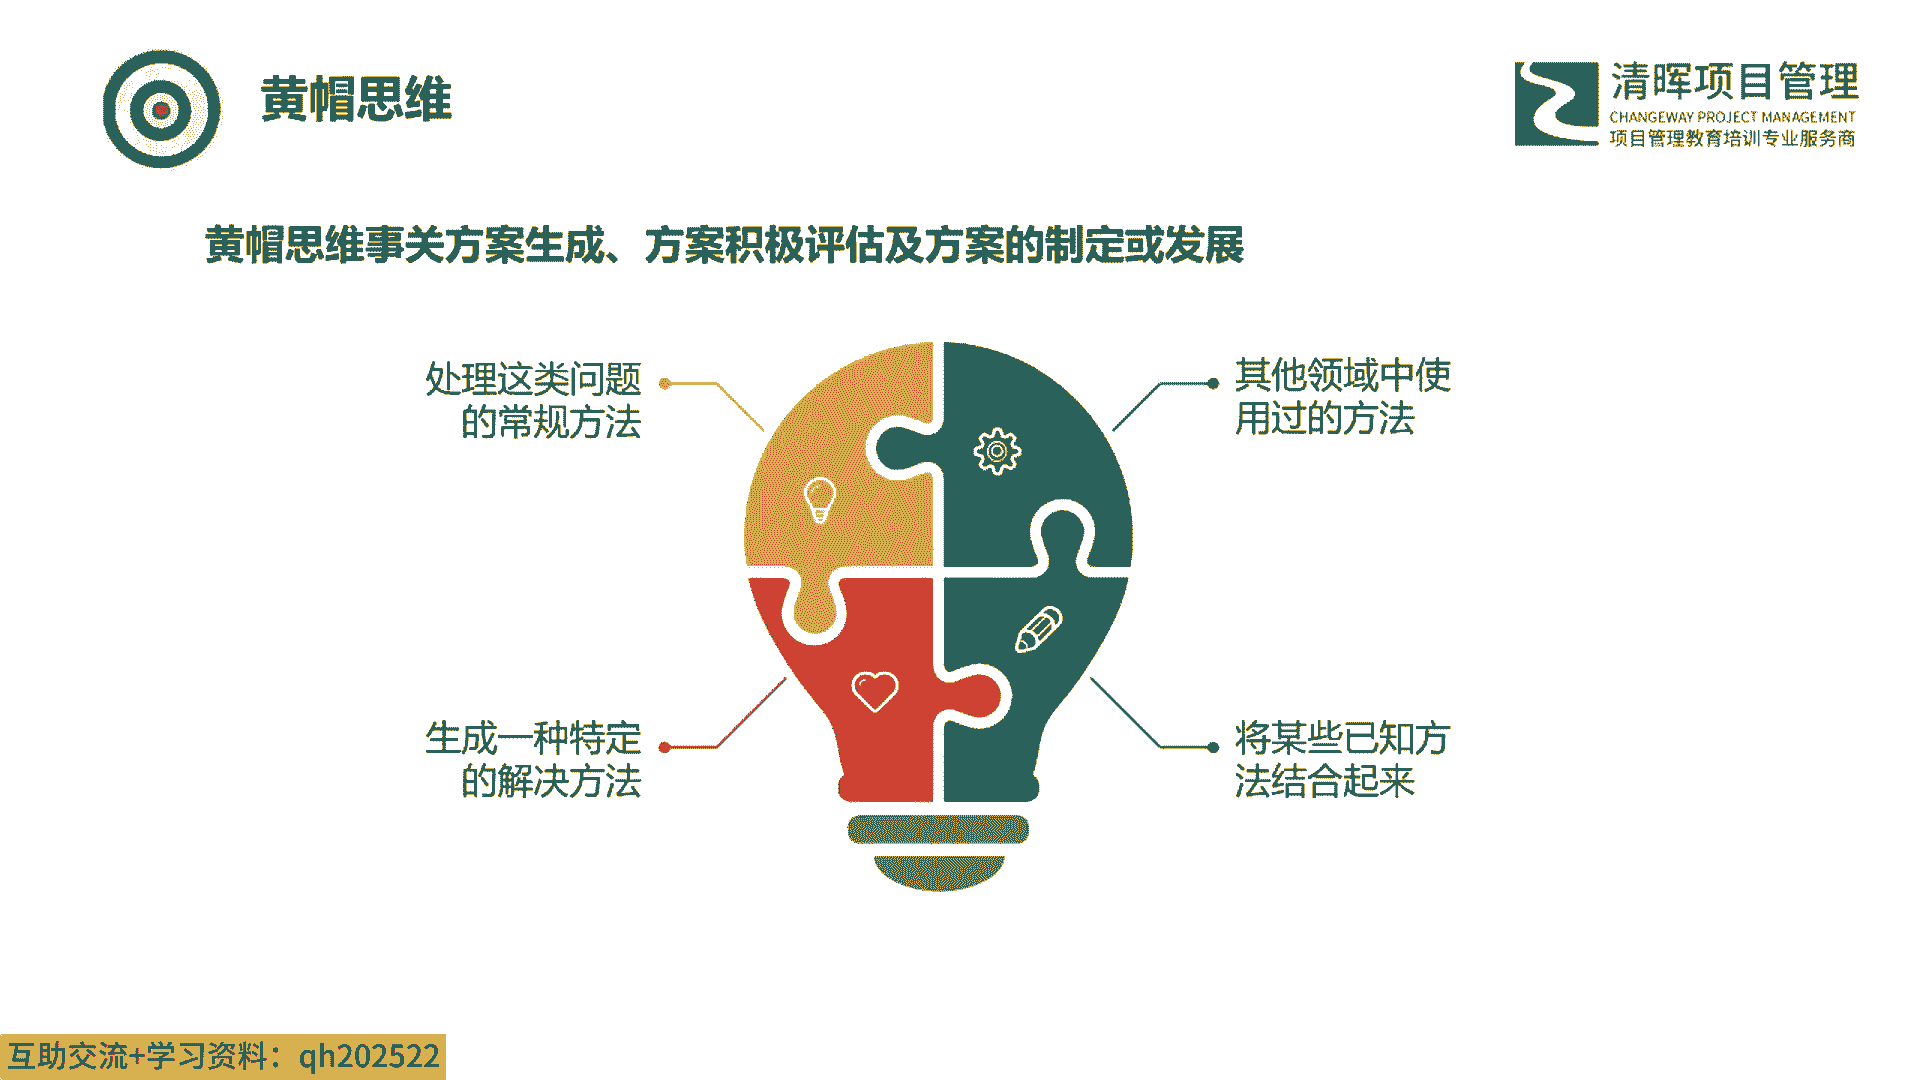 黄帽思维
清晖项目管理
CHANGEWAY PROJECT MANAGEMENT
项目管理教育培训专业服务商
黄帽思维事关方案生成、方案积极评估及方案的制定或发展
处理这类问题
的常规方法
其他领域中使
用过的方法
生成一种特定
的解决方法
将某些已知方
法结合起来
互助交流+学习资料：qh202522